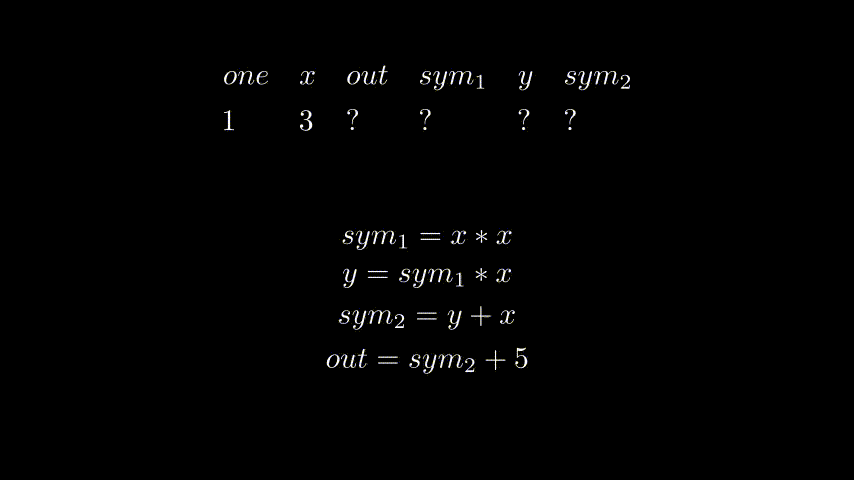 one x out sym₁ y sym₂
1 3 ? ? ? ?
sym₁ = x ∗ x
y = sym₁ ∗ x
sym₂ = y + x
out = sym₂ + 5